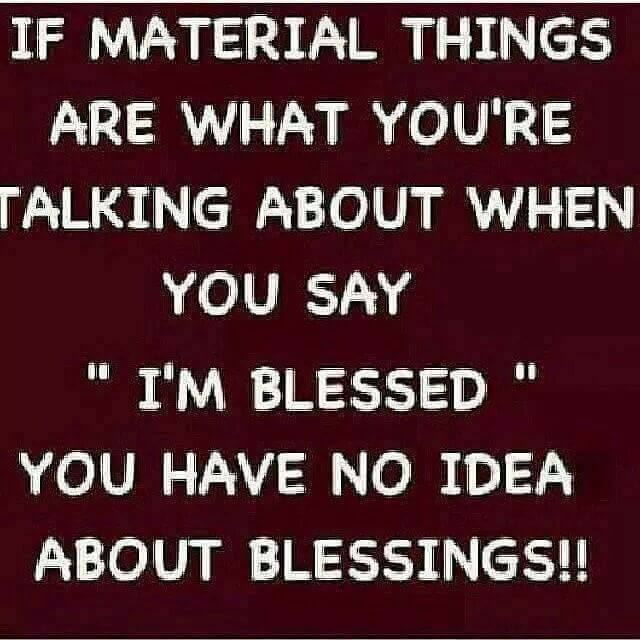 IF MATERIAL THINGS
ARE WHAT YOU'RE
TALKING ABOUT WHEN
YOU SAY
" I'M BLESSED "
YOU HAVE NO IDEA
ABOUT BLESSINGS!!